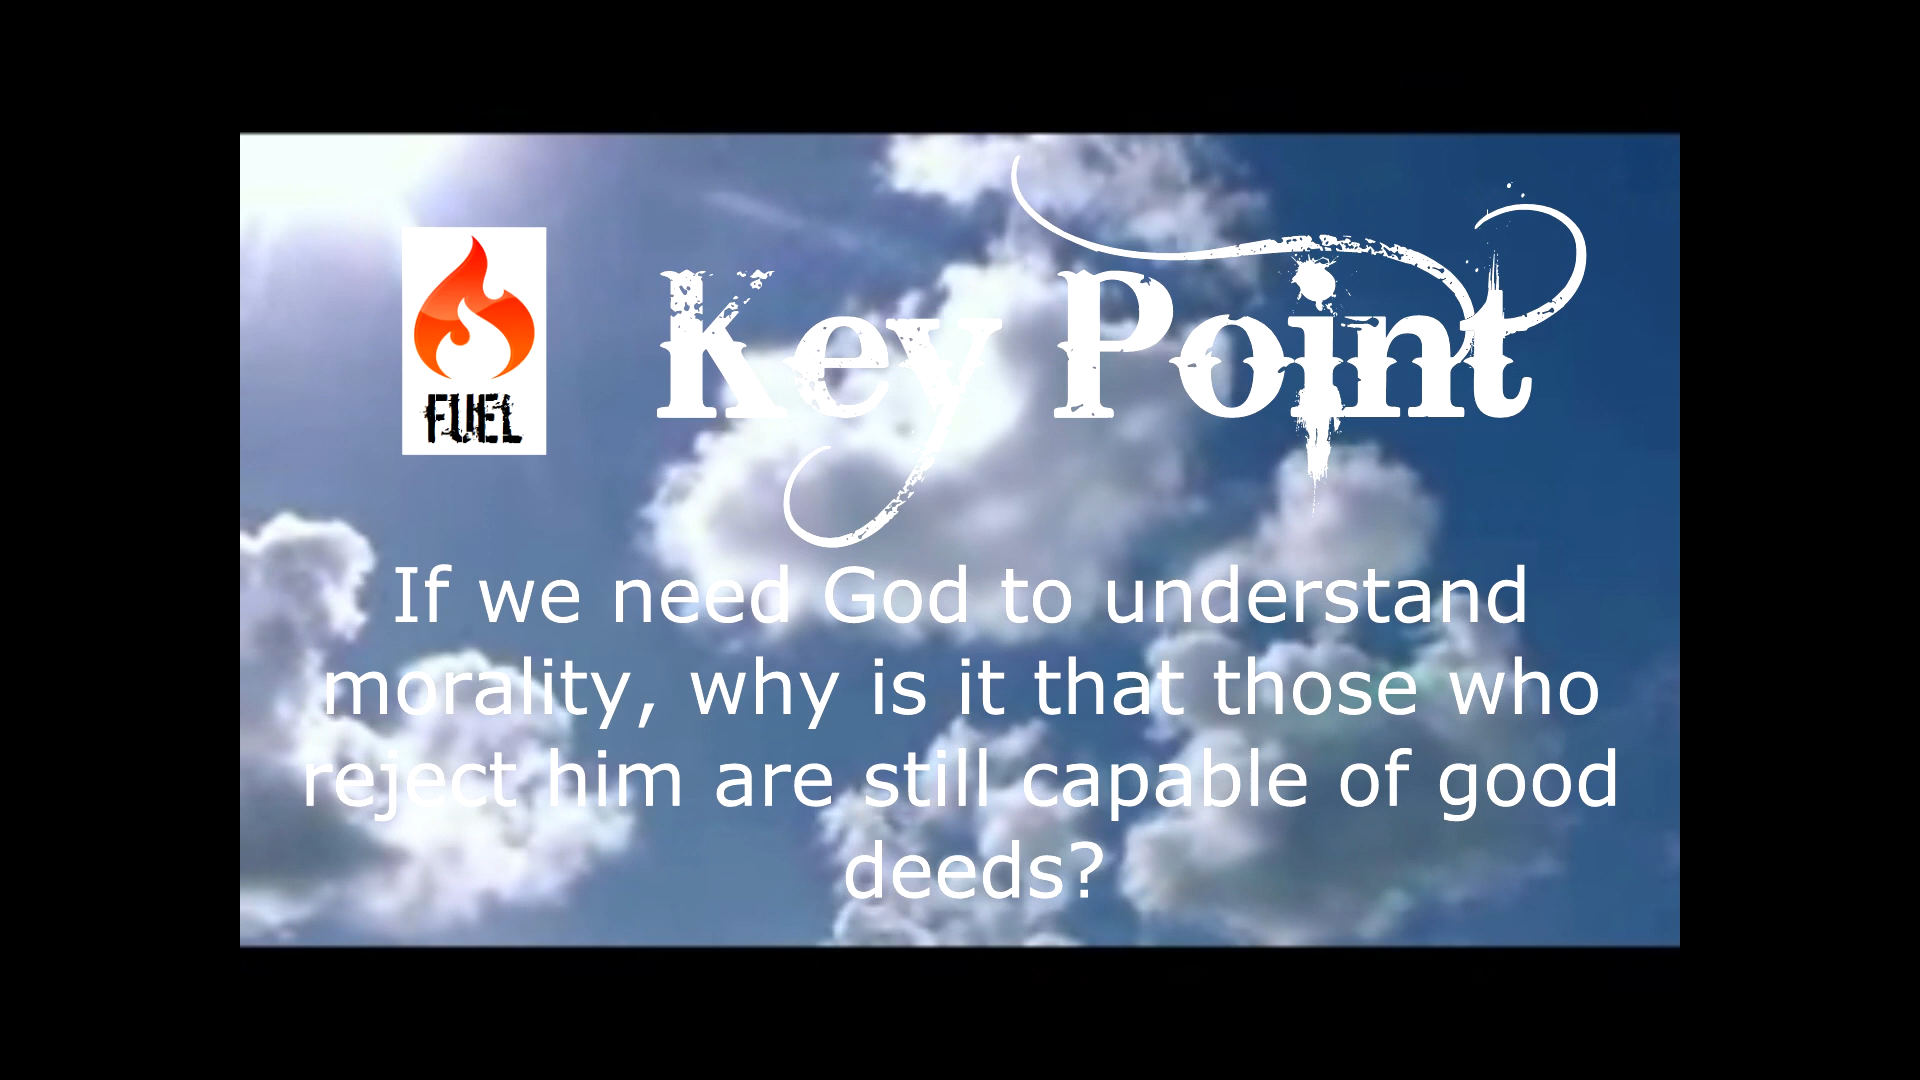 Key Point
FUEL
If we need God to understand
morality, why is it that those who
reject him are still capable of good
deeds?